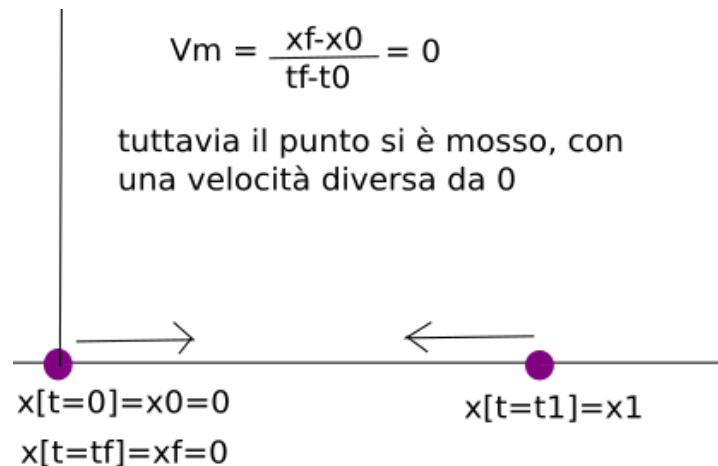 Vm = xf-x0 / tf-t0 = 0
tuttavia il punto si è mosso, con
una velocità diversa da 0
x[t=0]=x0=0
x[t=t1]=x1
x[t=tf]=xf=0